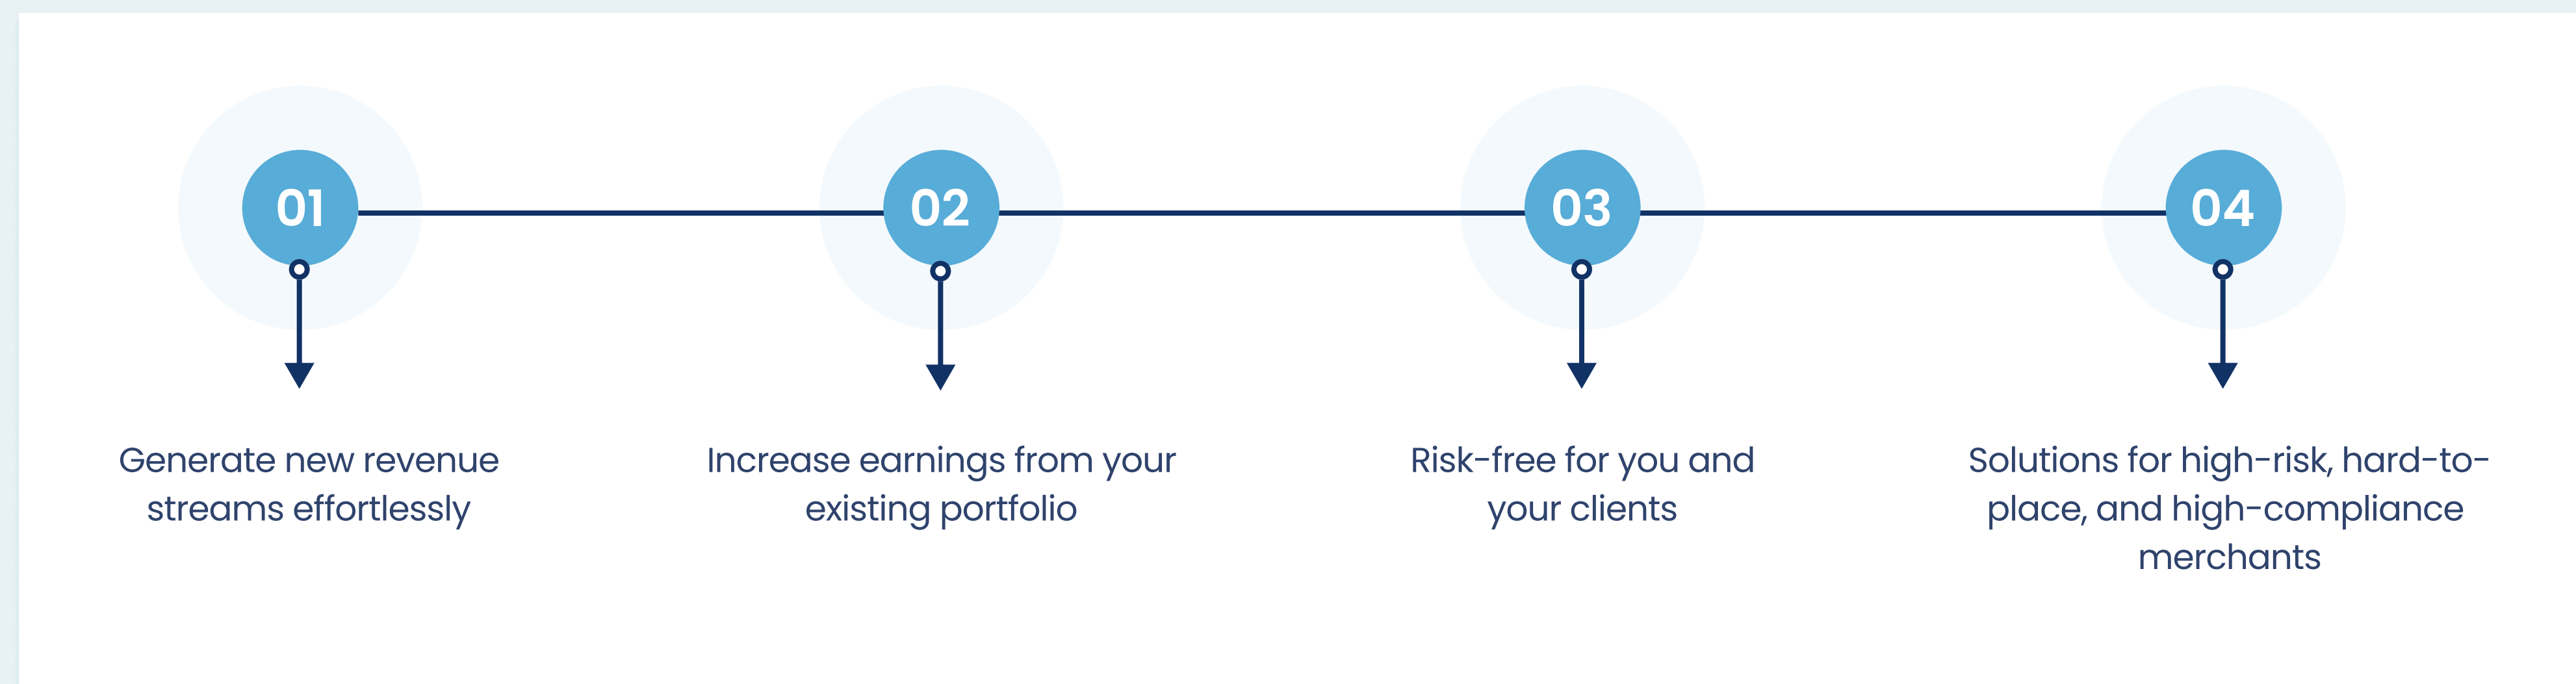 01
02
03
04
Generate new revenue
streams effortlessly
Increase earnings from your
existing portfolio
Risk-free for you and
your clients
Solutions for high-risk, hard-to-
place, and high-compliance
merchants